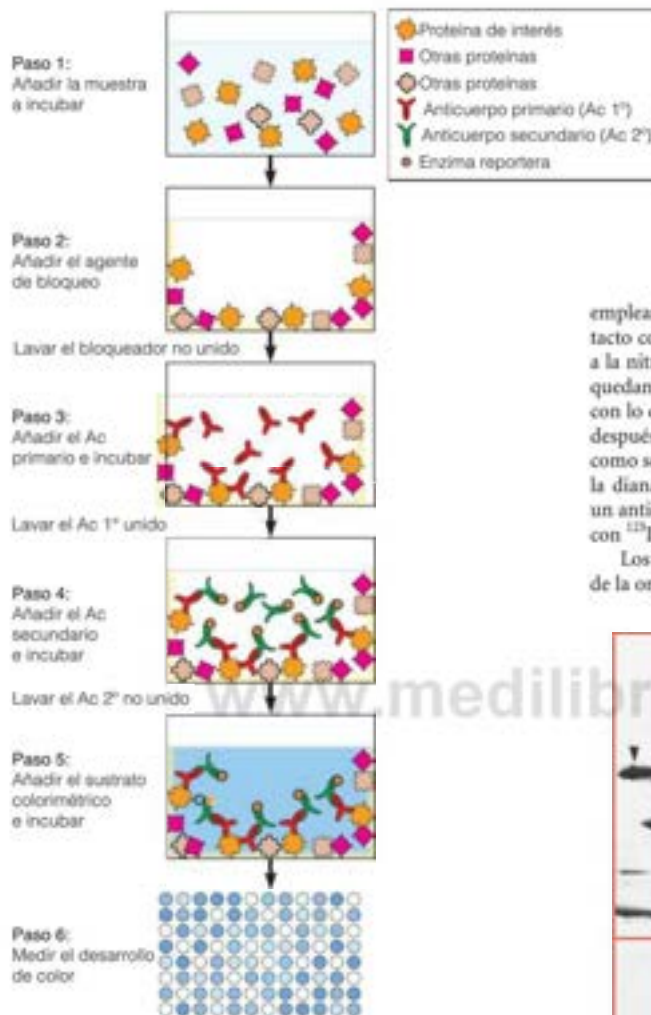 Paso 1:
Añadir la muestra
a incubar
Proteína de interés
Otras proteínas
Otras proteínas
Anticuerpo primario (Ac 1º)
Anticuerpo secundario (Ac 2º)
Enzima reportera
Paso 2:
Añadir el agente
de bloqueo
Lavar el bloqueador no unido
Paso 3:
Añadir el Ac
primario e incubar
Lavar el Ac 1º unido
Paso 4:
Añadir el Ac
secundario
e incubar
Lavar el Ac 2º no unido
Paso 5:
Añadir el sustrato
colorimétrico
e incubar
Paso 6:
Medir el desarrollo
de color
emplea
tacto co
a la nit
quedan
con lo
después
como s
la dian
un anti
con
Los
de la or
www.medilibr